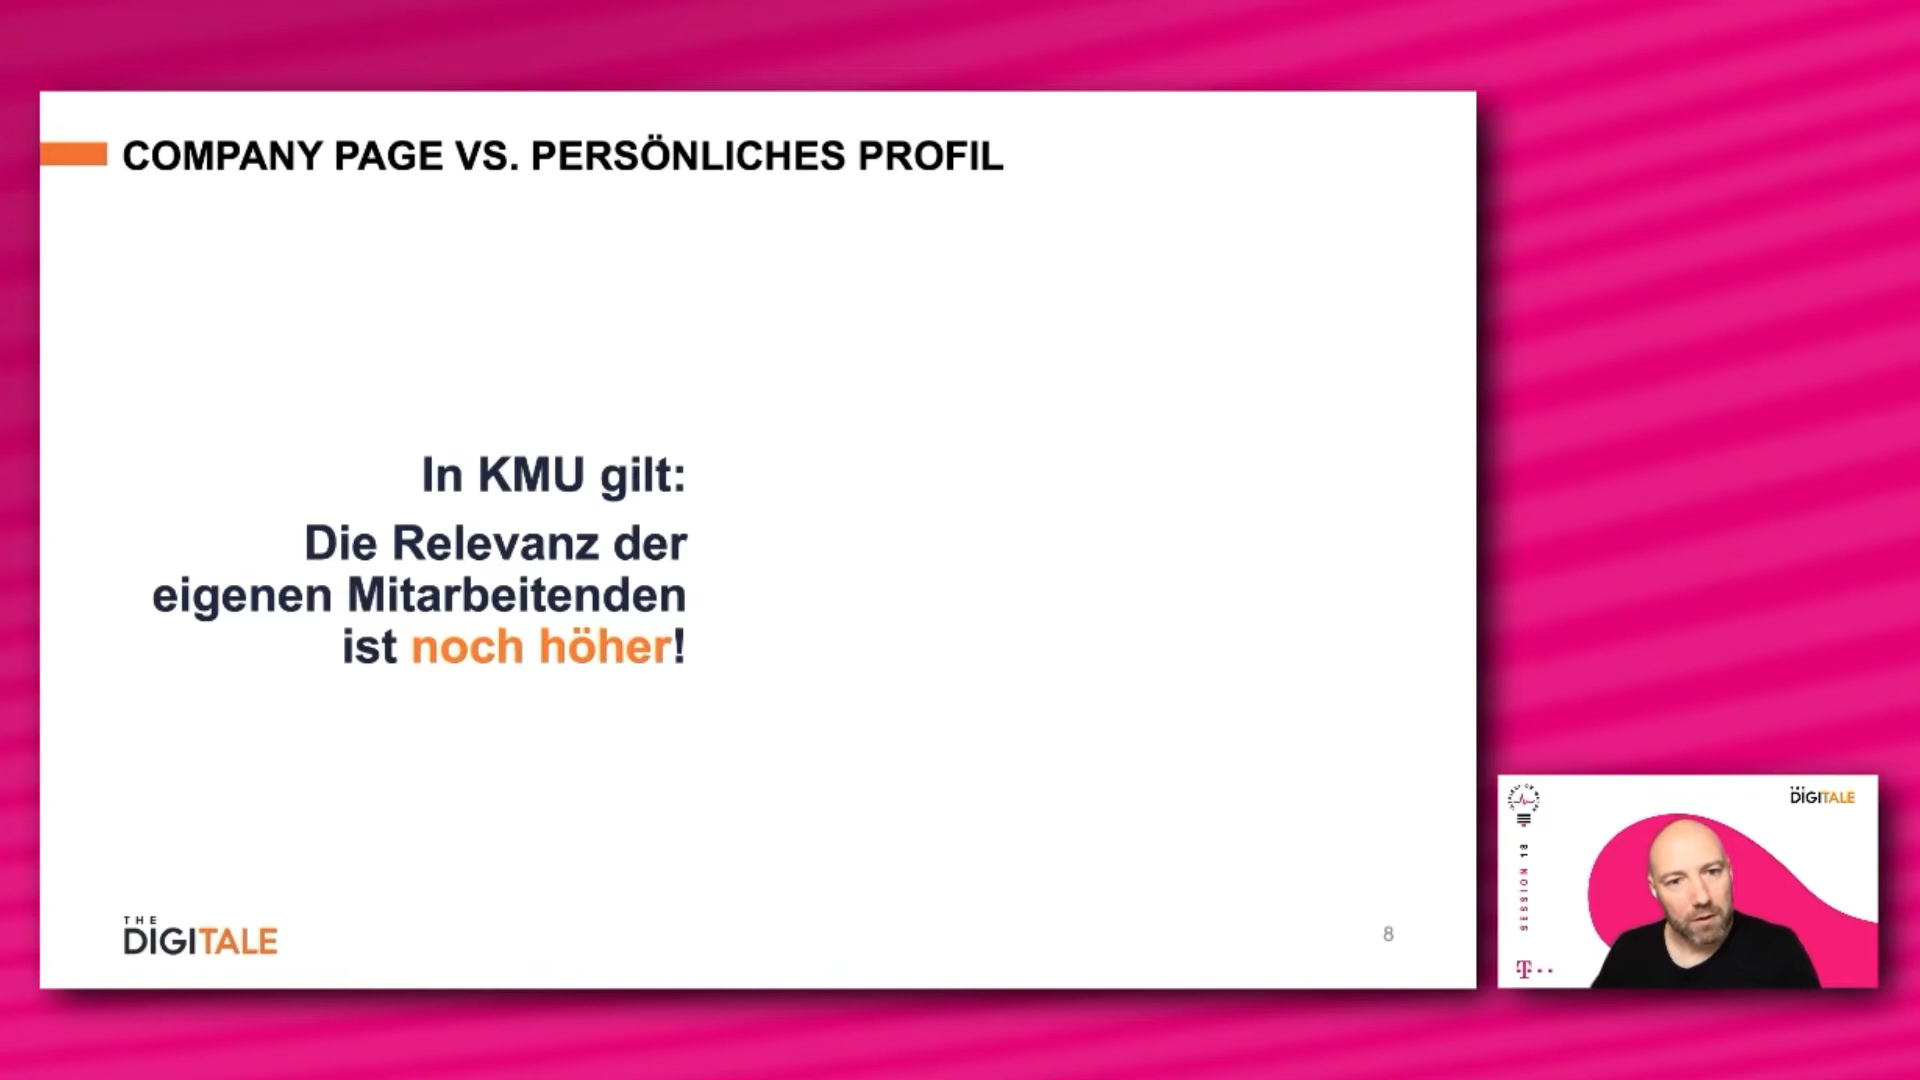 COMPANY PAGE VS. PERSÖNLICHES PROFIL
In KMU gilt:
Die Relevanz der
eigenen Mitarbeitenden
ist noch höher!
THE
DIGITALE
8
DIGITALE
SESSION 18
T